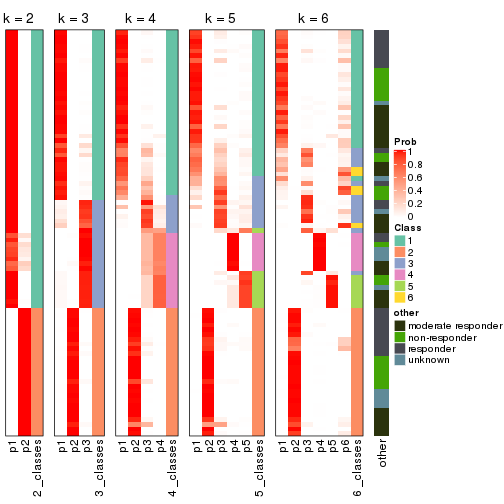 k = 2
k = 3
k = 4
k = 5
k = 6
Prob
1
0.8
0.6
0.4
0.2
0
Class
1
2
3
4
5
6
other
moderate responder
non-responder
responder
unknown
p1
p2
2_classes
p1
p2
p3
3_classes
p1
p2
p3
p4
4_classes
p1
p2
p3
p4
p5
5_classes
p1
p2
p3
p4
p5
p6
6_classes
other